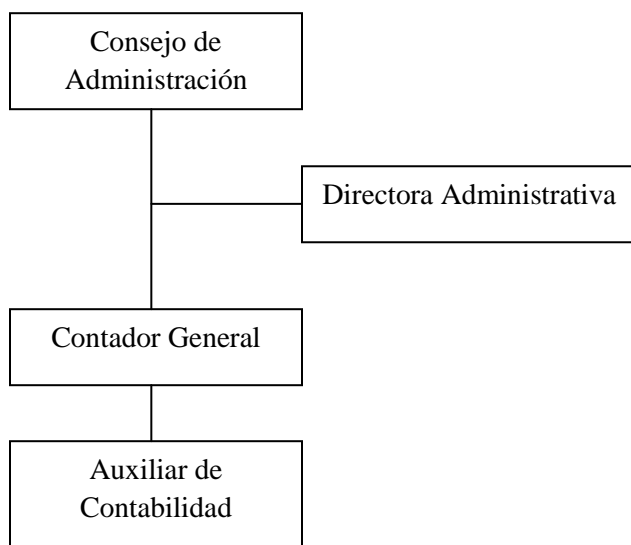 Consejo de
Administración
Directora Administrativa
Contador General
Auxiliar de
Contabilidad